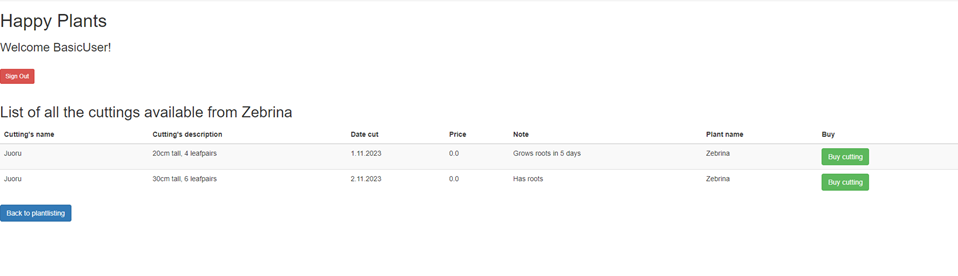 Happy Plants
Welcome BasicUser!
Sign Out
List of all the cuttings available from Zebrina
Cutting's name Cutting's description Date cut Price Note Plant name Buy
Juoru 20cm tall, 4 leafpairs 1.11.2023 0.0 Grows roots in 5 days Zebrina Buy cutting
Juoru 30cm tall, 6 leafpairs 2.11.2023 0.0 Has roots Zebrina Buy cutting
Back to plantlisting